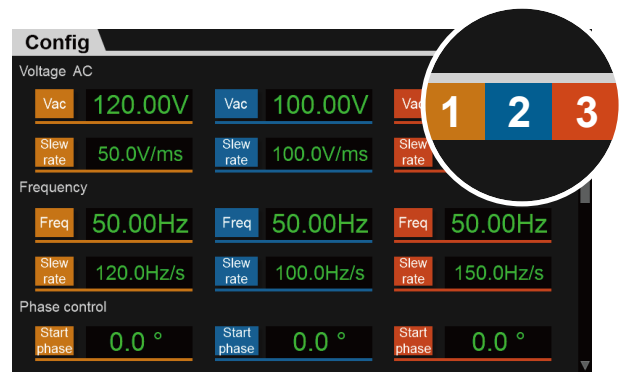 Config
Voltage AC
Vac 120.00V Vac 100.00V Vac
1 2 3
Slew rate 50.0V/ms Slew rate 100.0V/ms Slew rate
Frequency
Freq 50.00Hz Freq 50.00Hz Freq 50.00Hz
Slew rate 120.0Hz/s Slew rate 100.0Hz/s Slew rate 150.0Hz/s
Phase control
Start phase 0.0 ° Start phase 0.0 ° Start phase 0.0 °